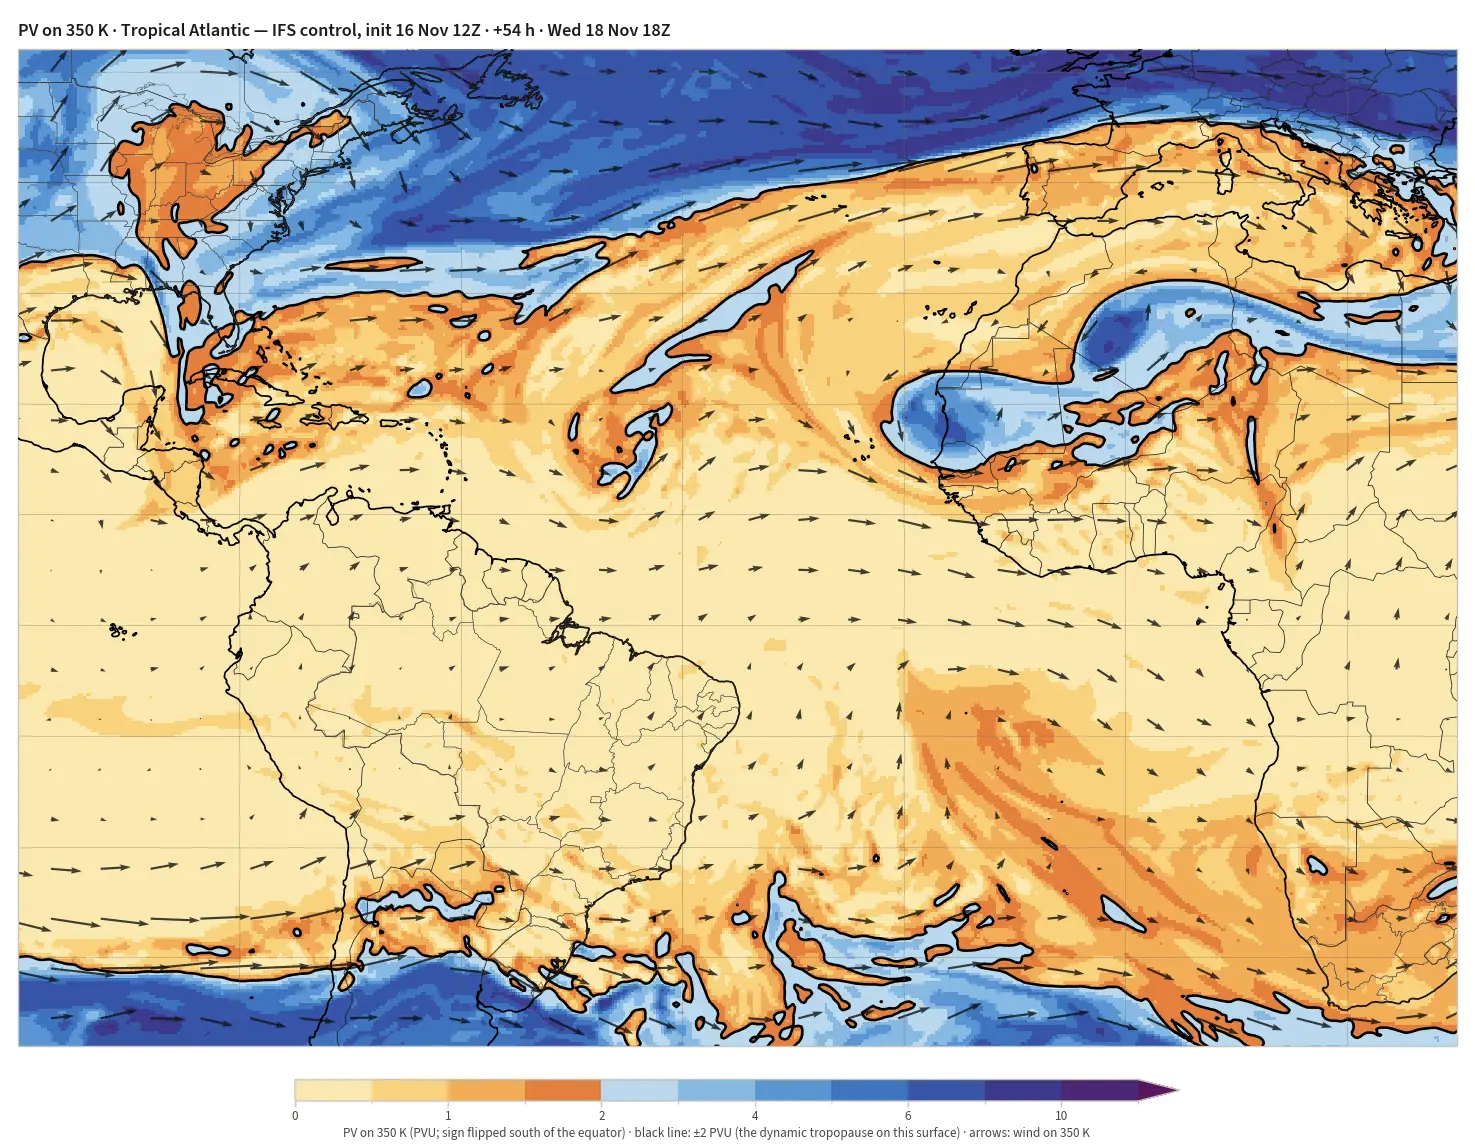 PV on 350 K · Tropical Atlantic — IFS control, init 16 Nov 12Z · +54 h · Wed 18 Nov 18Z
0 1 2 4 6 8 10
PV on 350 K (PVU; sign flipped south of the equator) · black line: ±2 PVU (the dynamic tropopause on this surface) · arrows: wind on 350 K